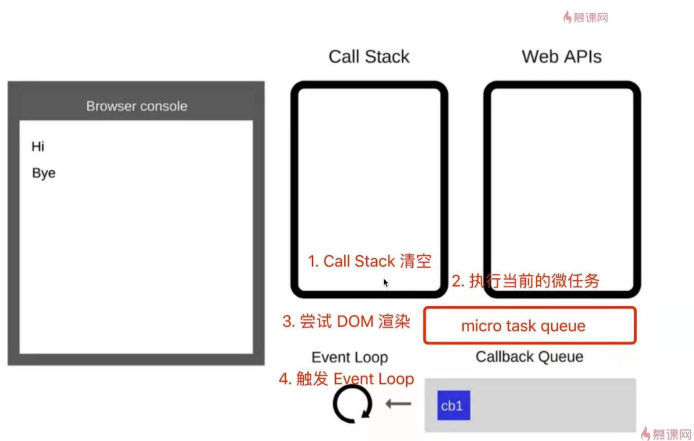 慕课网
Call Stack
Web APIs
Browser console
Hi
Bye
1. Call Stack 清空
2. 执行当前的微任务
3. 尝试 DOM 渲染
micro task queue
Event Loop
Callback Queue
4. 触发 Event Loop
cb1
慕课网